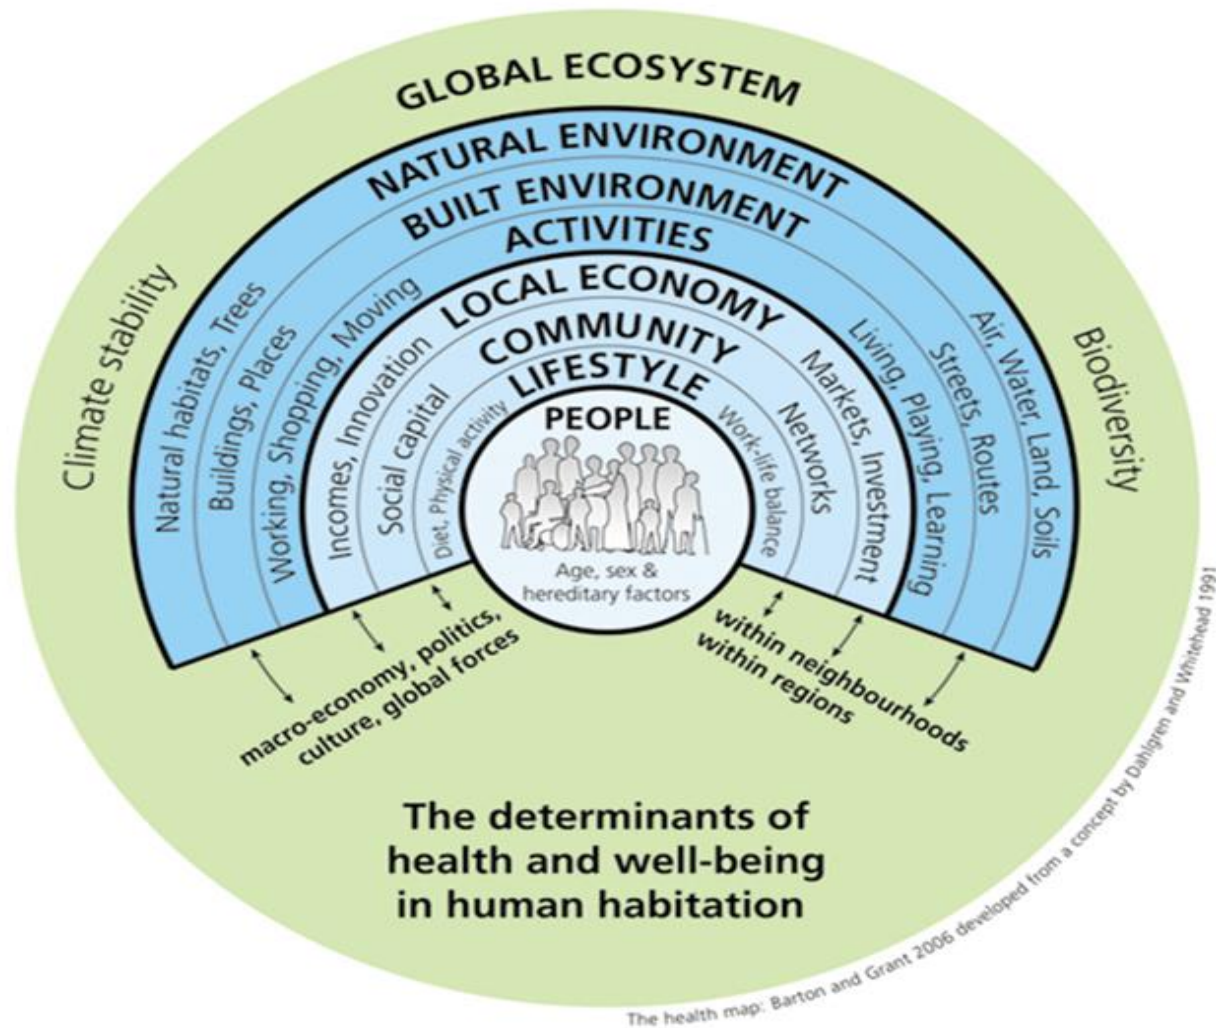 GLOBAL ECOSYSTEM
NATURAL ENVIRONMENT
BUILT ENVIRONMENT
ACTIVITIES
LOCAL ECONOMY
COMMUNITY
LIFESTYLE
PEOPLE
Age, sex &
hereditary factors
Climate stability
Natural habitats, Trees
Buildings, Places
Working, Shopping, Moving
Incomes, Innovation
Social capital
Diet, Physical activity
Work-life balance
Networks
Markets, Investment
Living, Playing, Learning
Streets, Routes
Air, Water, Land, Soils
Biodiversity
macro-economy, politics,
culture, global forces
within neighbourhoods
within regions
The determinants of
health and well-being
in human habitation
The health map: Barton and Grant 2006 developed from a concept by Dahlgren and Whitehead 1991